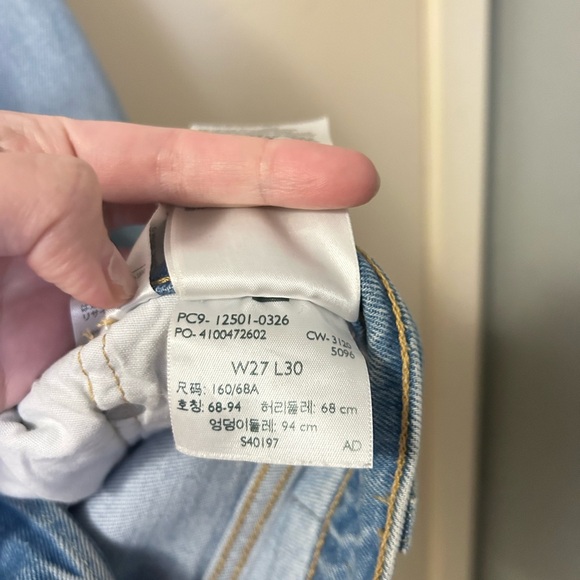 PC9- 12501-0326
PO- 4100472602 CW- 3120
5096
W27 L30
尺码: 160/68A
호칭: 68-94 허리둘레: 68 cm
엉덩이둘레: 94 cm
S40197 AD